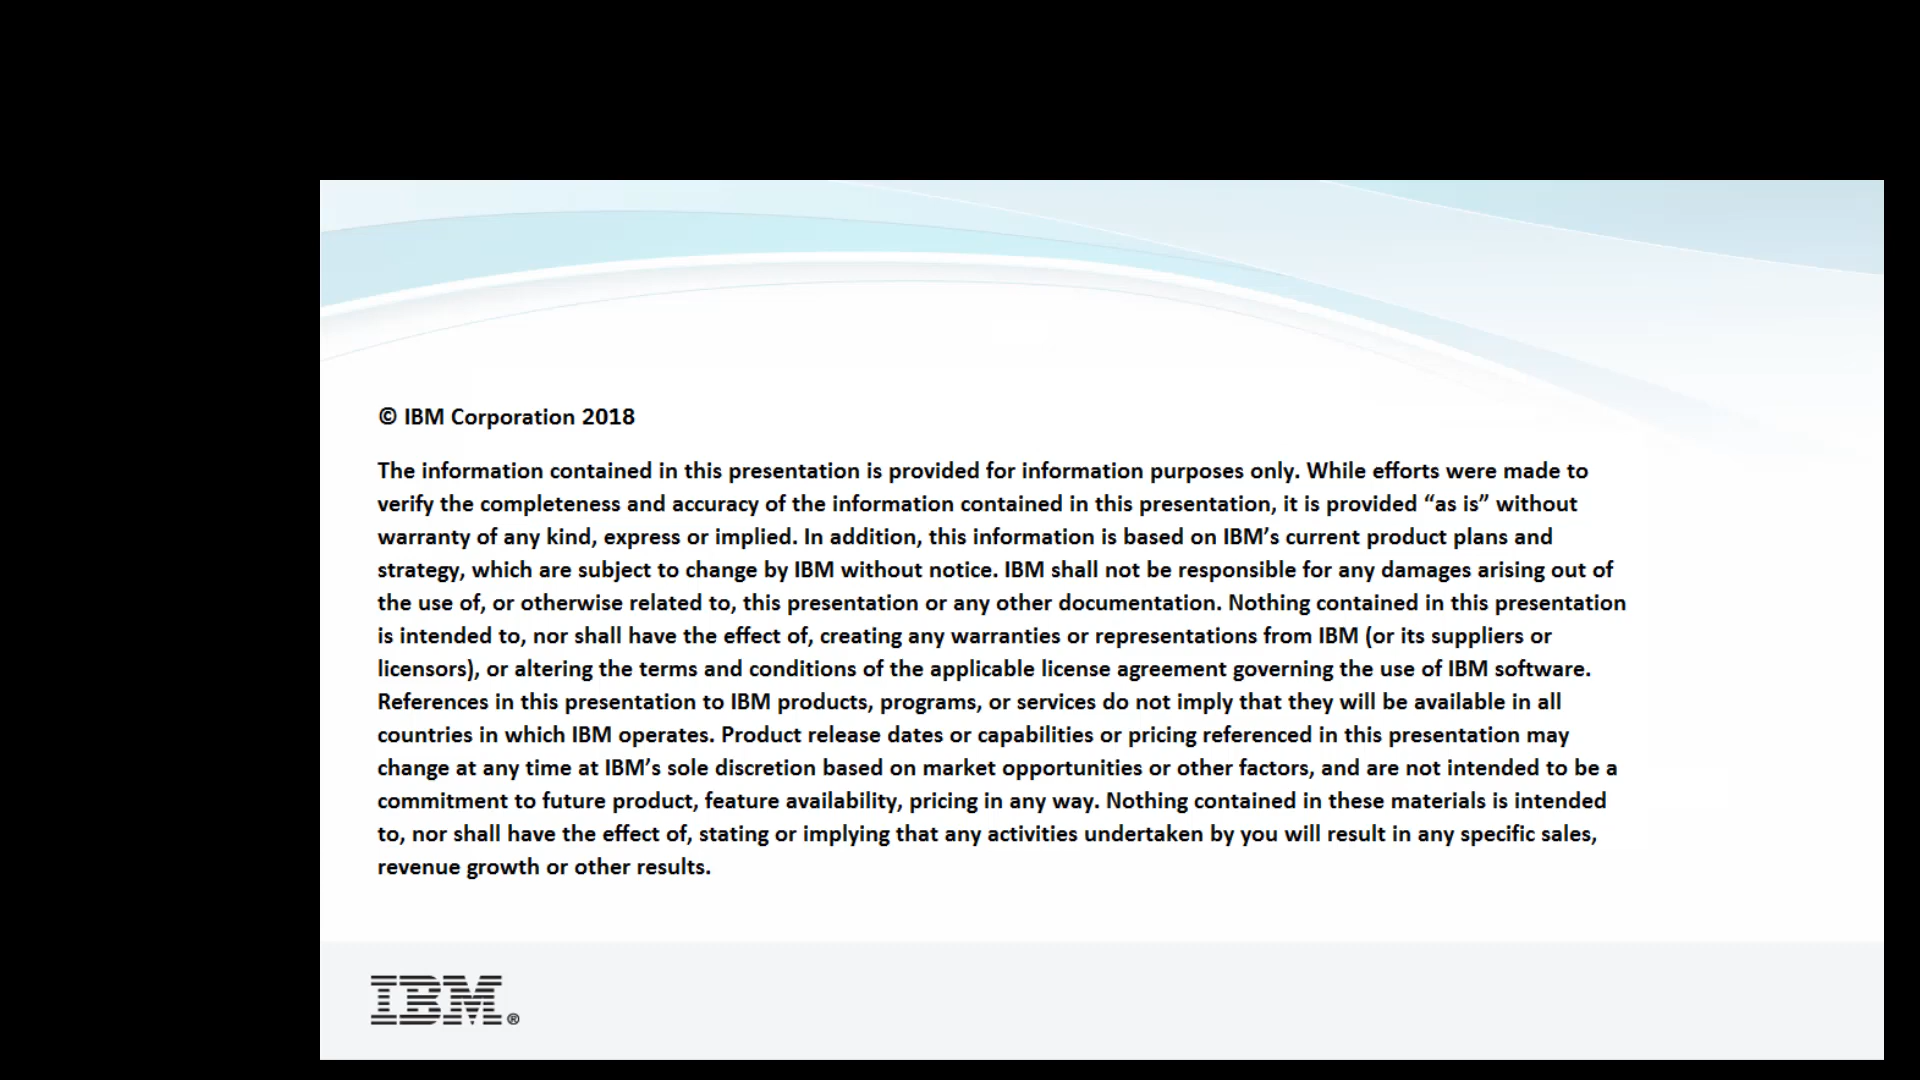 © IBM Corporation 2018
The information contained in this presentation is provided for information purposes only. While efforts were made to
verify the completeness and accuracy of the information contained in this presentation, it is provided “as is” without
warranty of any kind, express or implied. In addition, this information is based on IBM’s current product plans and
strategy, which are subject to change by IBM without notice. IBM shall not be responsible for any damages arising out of
the use of, or otherwise related to, this presentation or any other documentation. Nothing contained in this presentation
is intended to, nor shall have the effect of, creating any warranties or representations from IBM (or its suppliers or
licensors), or altering the terms and conditions of the applicable license agreement governing the use of IBM software.
References in this presentation to IBM products, programs, or services do not imply that they will be available in all
countries in which IBM operates. Product release dates or capabilities or pricing referenced in this presentation may
change at any time at IBM’s sole discretion based on market opportunities or other factors, and are not intended to be a
commitment to future product, feature availability, pricing in any way. Nothing contained in these materials is intended
to, nor shall have the effect of, stating or implying that any activities undertaken by you will result in any specific sales,
revenue growth or other results.
IBM®